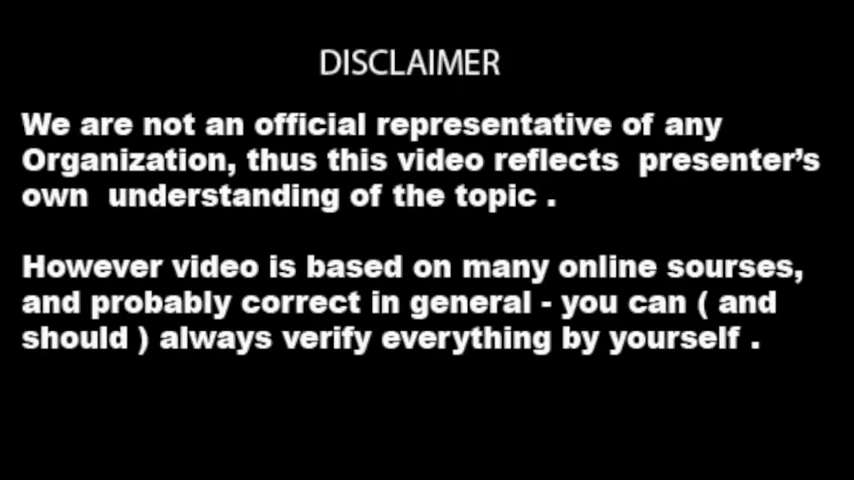 DISCLAIMER
We are not an official representative of any
Organization, thus this video reflects  presenter’s
own  understanding of the topic .
However video is based on many online sourses,
and probably correct in general - you can ( and
should ) always verify everything by yourself .